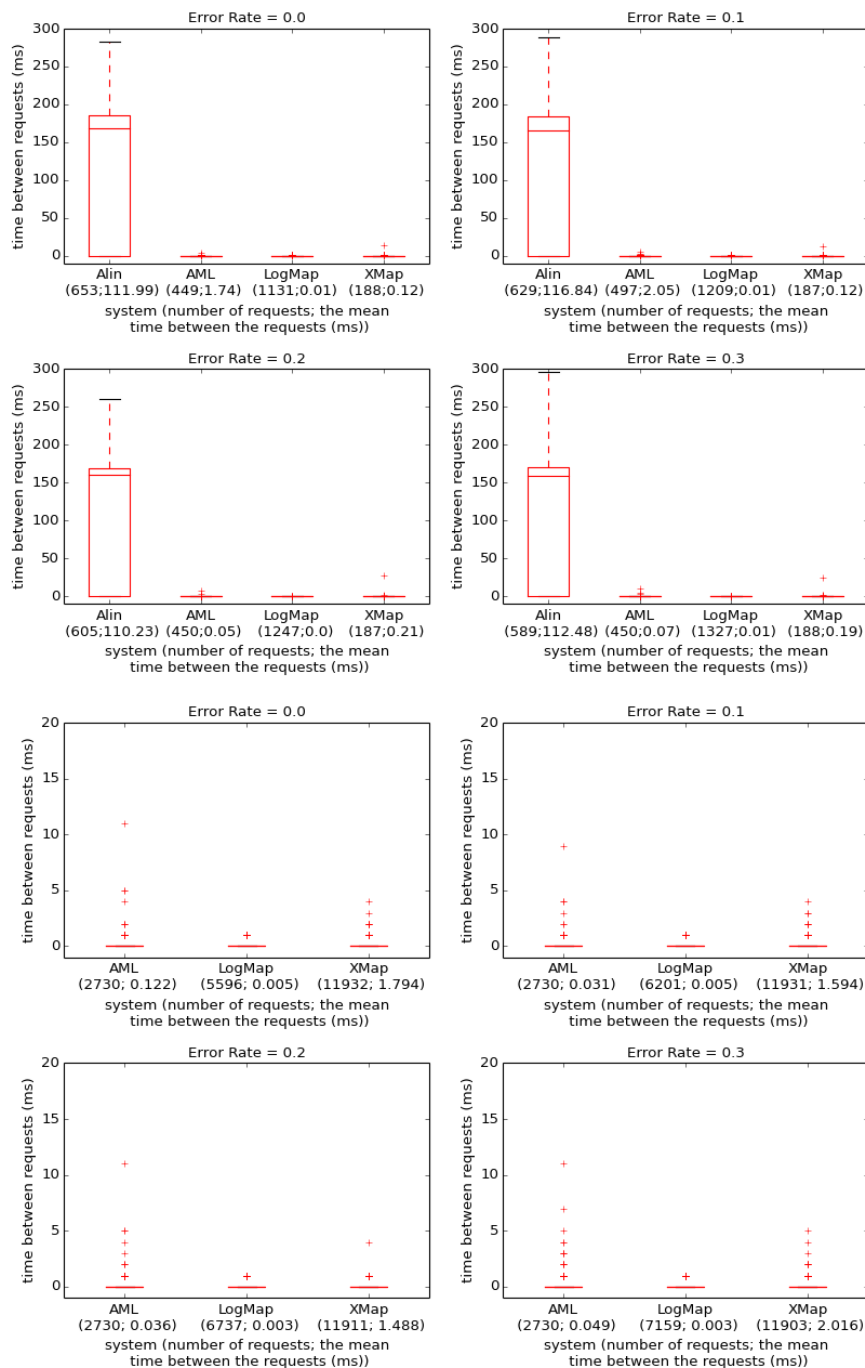 Error Rate = 0.0
time between requests (ms)
300
250
200
150
100
50
0
Alin AML LogMap XMap
(653;111.99) (449;1.74) (1131;0.01) (188;0.12)
system (number of requests; the mean
time between the requests (ms))
Error Rate = 0.1
time between requests (ms)
300
250
200
150
100
50
0
Alin AML LogMap XMap
(629;116.84) (497;2.05) (1209;0.01) (187;0.12)
system (number of requests; the mean
time between the requests (ms))
Error Rate = 0.2
time between requests (ms)
300
250
200
150
100
50
0
Alin AML LogMap XMap
(605;110.23) (450;0.05) (1247;0.0) (187;0.21)
system (number of requests; the mean
time between the requests (ms))
Error Rate = 0.3
time between requests (ms)
300
250
200
150
100
50
0
Alin AML LogMap XMap
(589;112.48) (450;0.07) (1327;0.01) (188;0.19)
system (number of requests; the mean
time between the requests (ms))
Error Rate = 0.0
time between requests (ms)
20
15
10
5
0
AML LogMap XMap
(2730; 0.122) (5596; 0.005) (11932; 1.794)
system (number of requests; the mean
time between the requests (ms))
Error Rate = 0.1
time between requests (ms)
20
15
10
5
0
AML LogMap XMap
(2730; 0.031) (6201; 0.005) (11931; 1.594)
system (number of requests; the mean
time between the requests (ms))
Error Rate = 0.2
time between requests (ms)
20
15
10
5
0
AML LogMap XMap
(2730; 0.036) (6737; 0.003) (11911; 1.488)
system (number of requests; the mean
time between the requests (ms))
Error Rate = 0.3
time between requests (ms)
20
15
10
5
0
AML LogMap XMap
(2730; 0.049) (7159; 0.003) (11903; 2.016)
system (number of requests; the mean
time between the requests (ms))